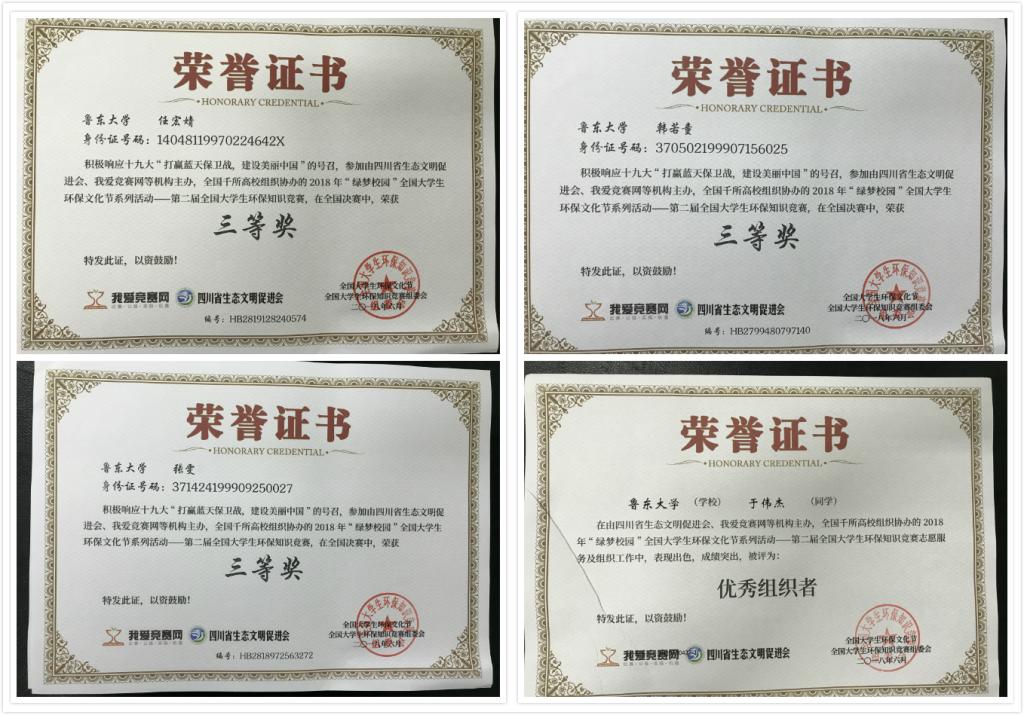 荣誉证书
HONORARY CREDENTIAL
鲁东大学 任宏婧
身份证号码：14048119970224642X
积极响应十九大“打赢蓝天保卫战，建设美丽中国”的号召，参加由四川省生态文明促
进会、我爱竞赛网等机构主办，全国千所高校组织协办的 2018 年“绿梦校园”全国大学生
环保文化节系列活动——第二届全国大学生环保知识竞赛，在全国决赛中，荣获
三等奖
特发此证，以资鼓励！
我爱竞赛网 四川省生态文明促进会
全国大学生环保文化节
全国大学生环保知识竞赛组委会
二〇一八年六月
编号：HB2819128240574
荣誉证书
HONORARY CREDENTIAL
鲁东大学 韩若童
身份证号码：370502199907156025
积极响应十九大“打赢蓝天保卫战，建设美丽中国”的号召，参加由四川省生态文明促
进会、我爱竞赛网等机构主办，全国千所高校组织协办的 2018 年“绿梦校园”全国大学生
环保文化节系列活动——第二届全国大学生环保知识竞赛，在全国决赛中，荣获
三等奖
特发此证，以资鼓励！
我爱竞赛网 四川省生态文明促进会
全国大学生环保文化节
全国大学生环保知识竞赛组委会
二〇一八年六月
编号：HB2799480797140
荣誉证书
HONORARY CREDENTIAL
鲁东大学 张雯
身份证号码：371424199909250027
积极响应十九大“打赢蓝天保卫战，建设美丽中国”的号召，参加由四川省生态文明促
进会、我爱竞赛网等机构主办，全国千所高校组织协办的 2018 年“绿梦校园”全国大学生
环保文化节系列活动——第二届全国大学生环保知识竞赛，在全国决赛中，荣获
三等奖
特发此证，以资鼓励！
我爱竞赛网 四川省生态文明促进会
全国大学生环保文化节
全国大学生环保知识竞赛组委会
二〇一八年六月
编号：HB2818972563272
荣誉证书
HONORARY CREDENTIAL
鲁东大学 （学校） 于伟杰 （同学）
在由四川省生态文明促进会、我爱竞赛网等机构主办，全国千所高校组织协办的 2018
年“绿梦校园”全国大学生环保文化节系列活动——第二届全国大学生环保知识竞赛志愿服
务及组织工作中，表现出色，成绩突出，被评为：
优秀组织者
特发此证，以资鼓励！
我爱竞赛网 四川省生态文明促进会
全国大学生环保文化节
全国大学生环保知识竞赛组委会
二〇一八年六月